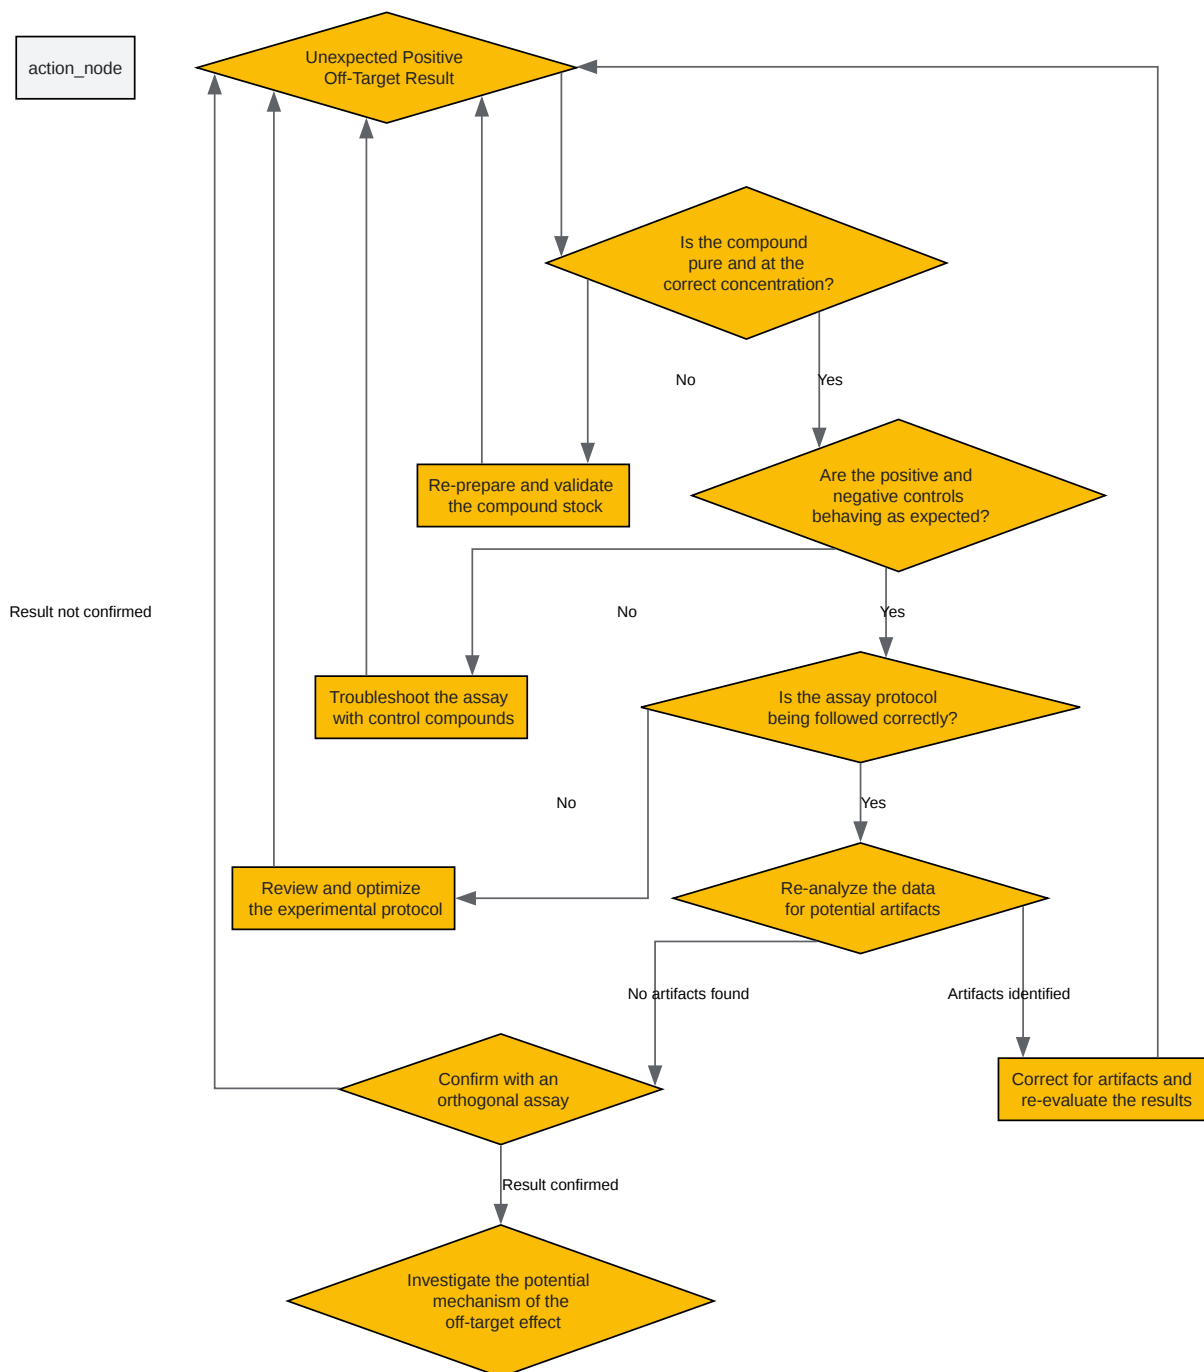 action_node
Unexpected Positive
Off-Target Result
Is the compound
pure and at the
correct concentration?
No
Yes
Are the positive and
negative controls
behaving as expected?
Re-prepare and validate
the compound stock
Result not confirmed
No
Yes
Troubleshoot the assay
with control compounds
Is the assay protocol
being followed correctly?
No
Yes
Review and optimize
the experimental protocol
Re-analyze the data
for potential artifacts
No artifacts found
Artifacts identified
Confirm with an
orthogonal assay
Correct for artifacts and
re-evaluate the results
Result confirmed
Investigate the potential
mechanism of the
off-target effect